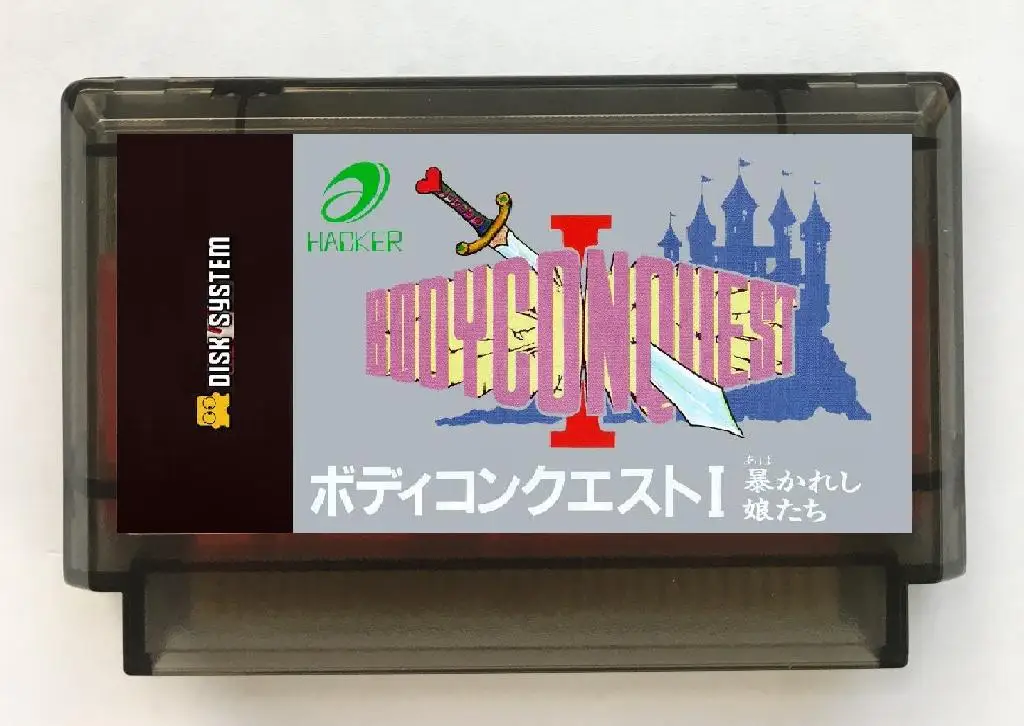 DISK SYSTEM
HACKER
I
BODYCONQUEST
ボディコンクエストI
あば
暴かれし
娘たち